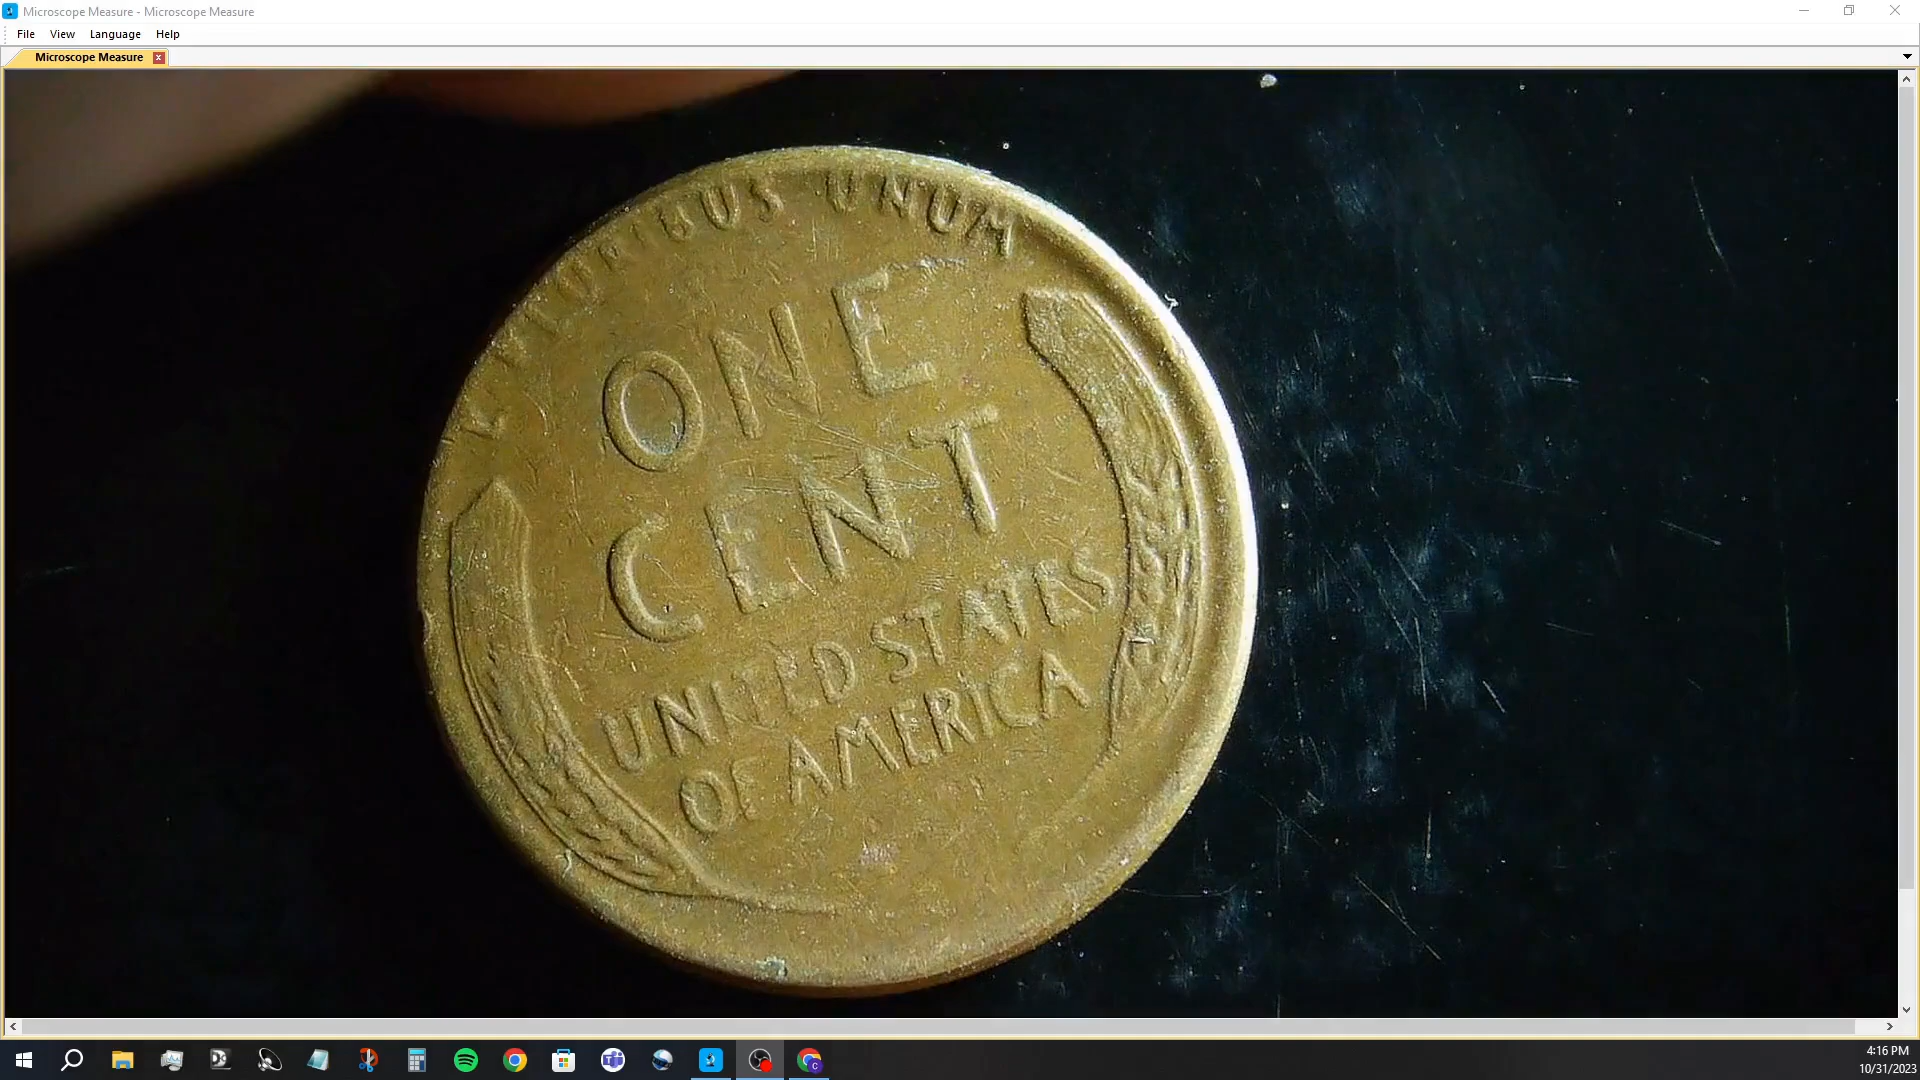 Microscope Measure - Microscope Measure
File View Language Help
Microscope Measure
PLURIBUS UNUM
ONE
CENT
UNITED STATES
OF AMERICA
4:16 PM
10/31/2023